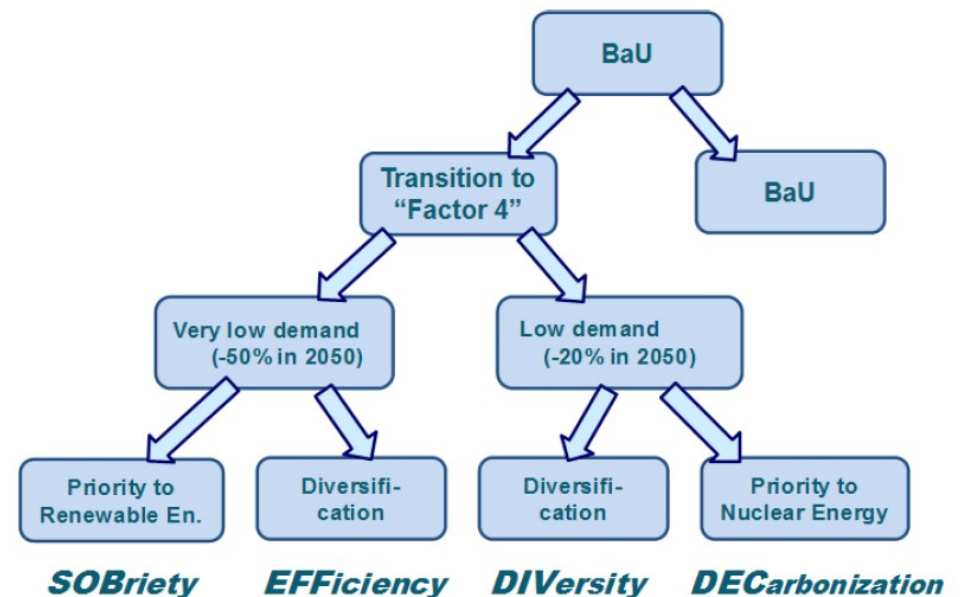 BaU
Transition to
“Factor 4”
BaU
Very low demand
(-50% in 2050)
Low demand
(-20% in 2050)
Priority to
Renewable En.
Diversifi-
cation
Diversifi-
cation
Priority to
Nuclear Energy
SOBriety
EFFiciency
DIVersity
DECarbonization